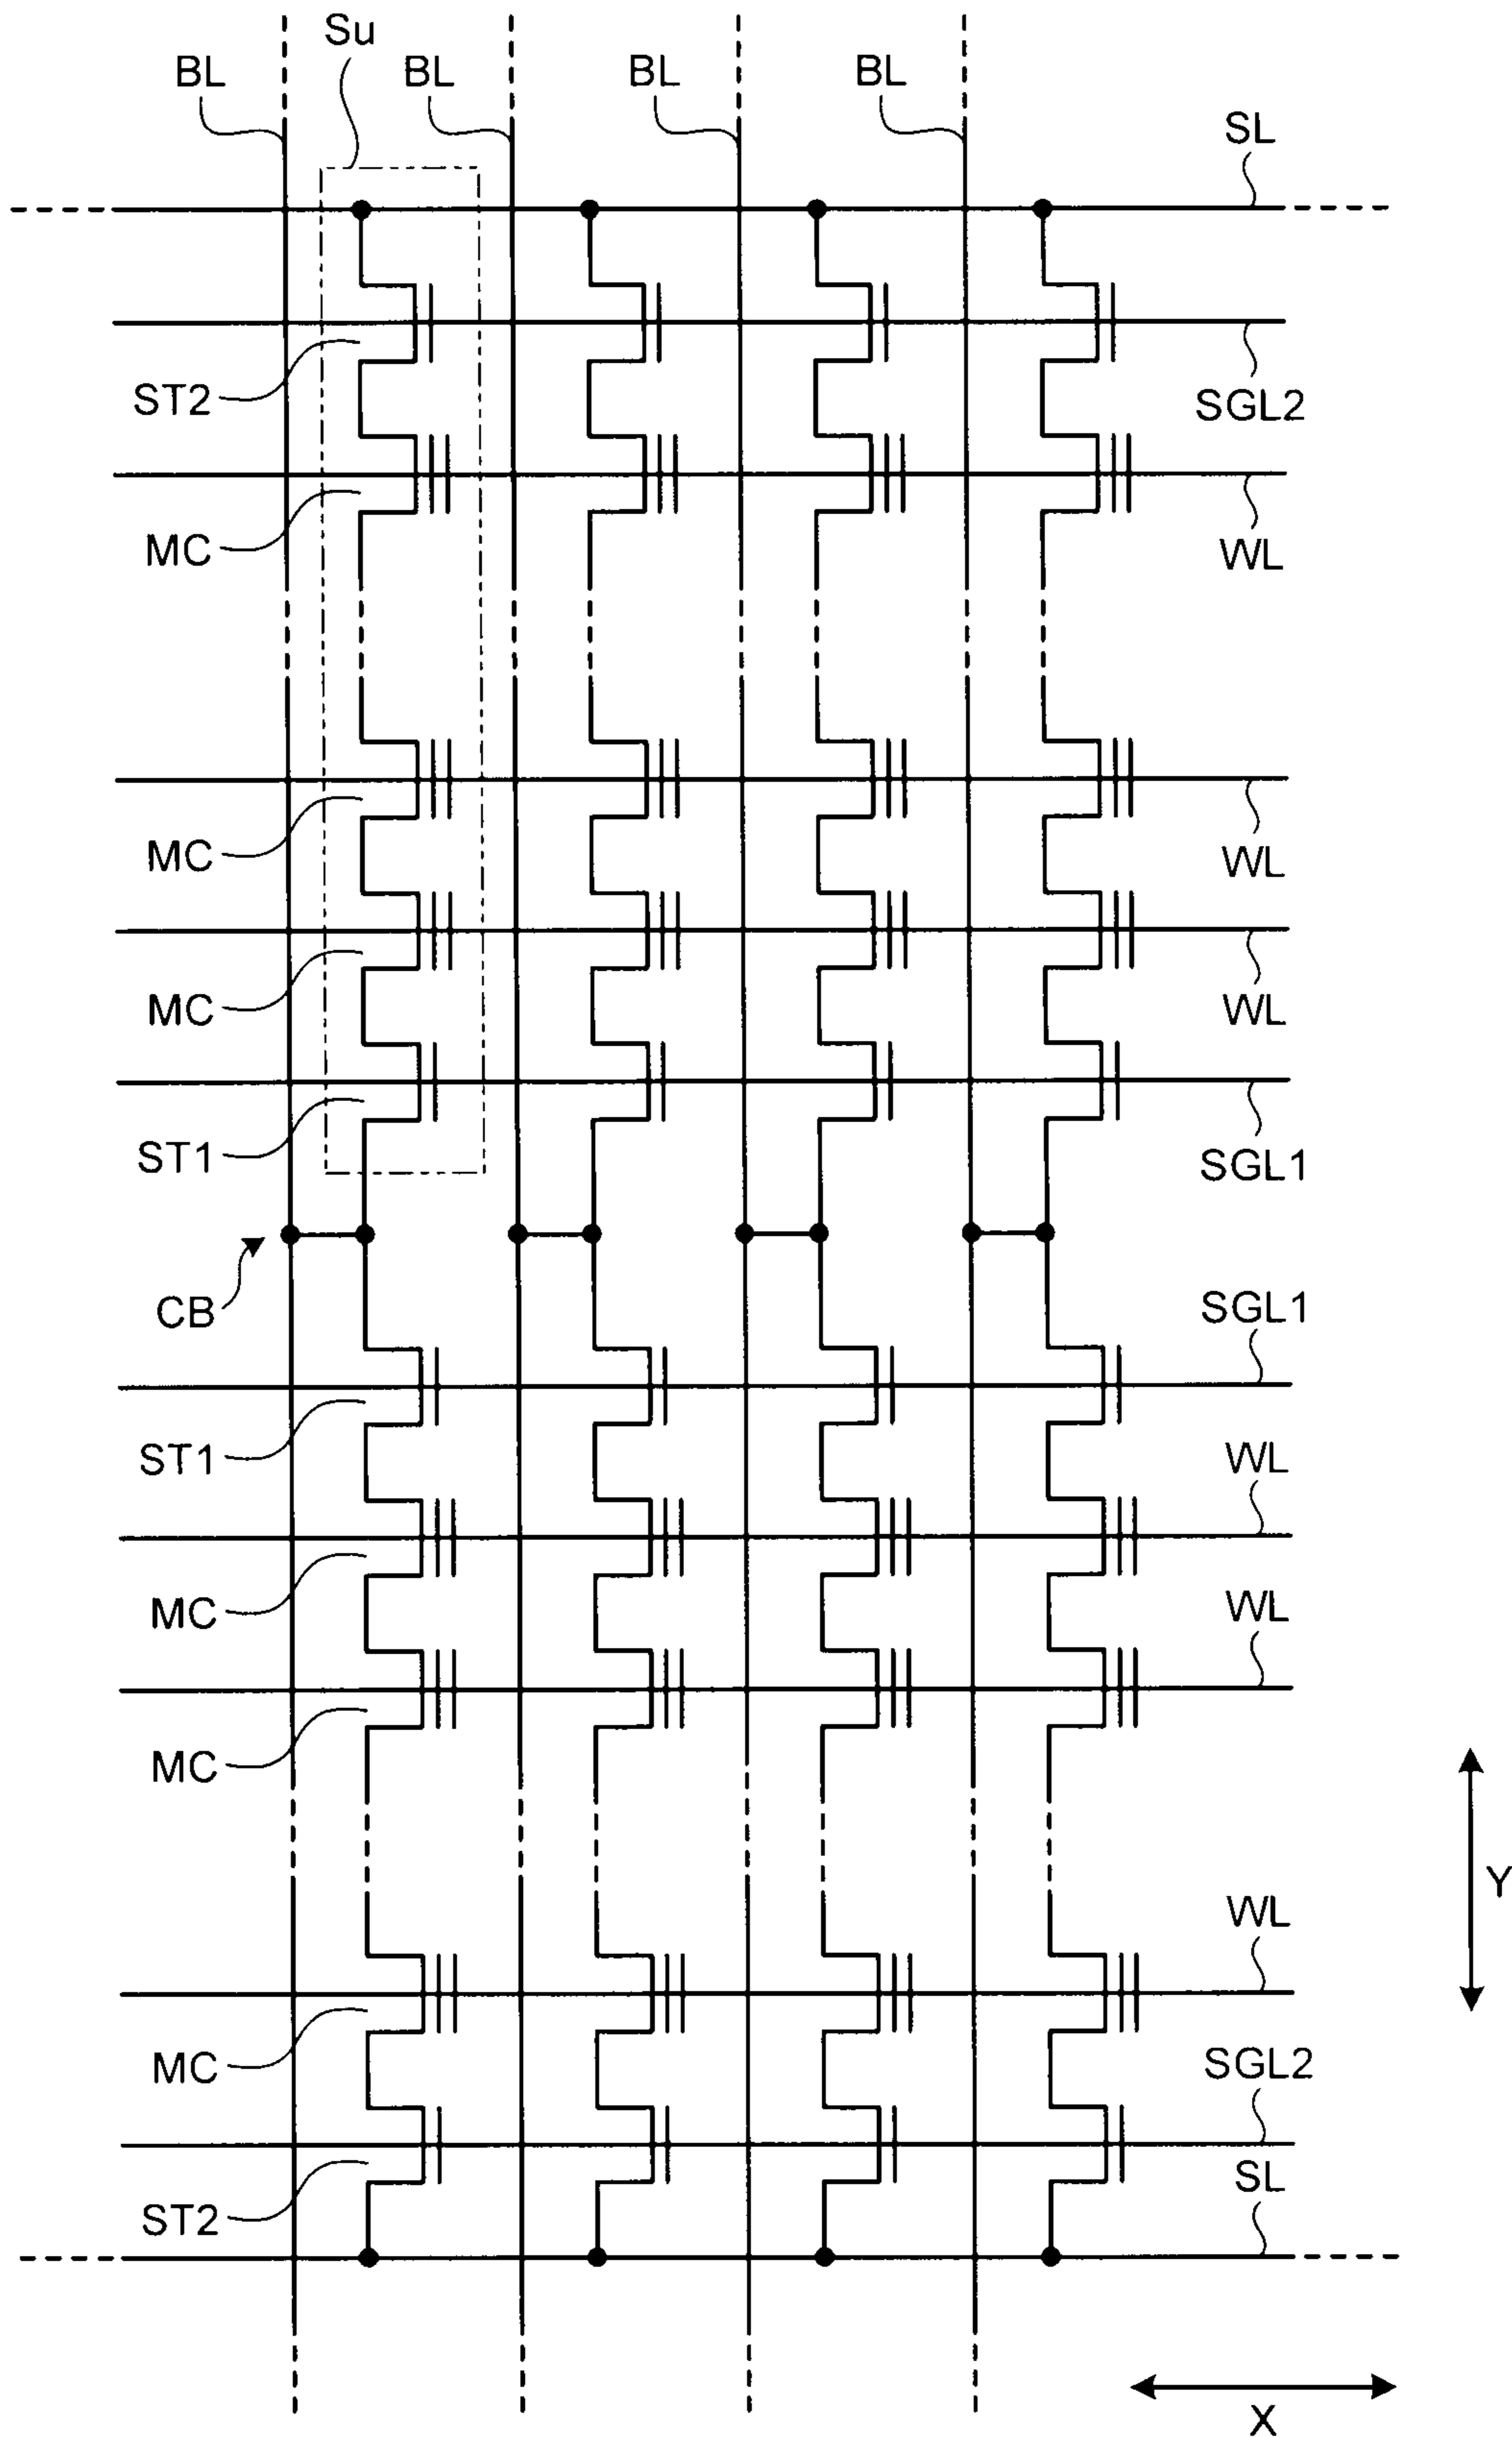 Su
BL BL BL BL
SL
ST2 SGL2
MC WL
MC WL
MC WL
ST1 SGL1
CB
SGL1
ST1
WL
MC
WL
MC
Y
WL
MC
SGL2
SL
ST2
X